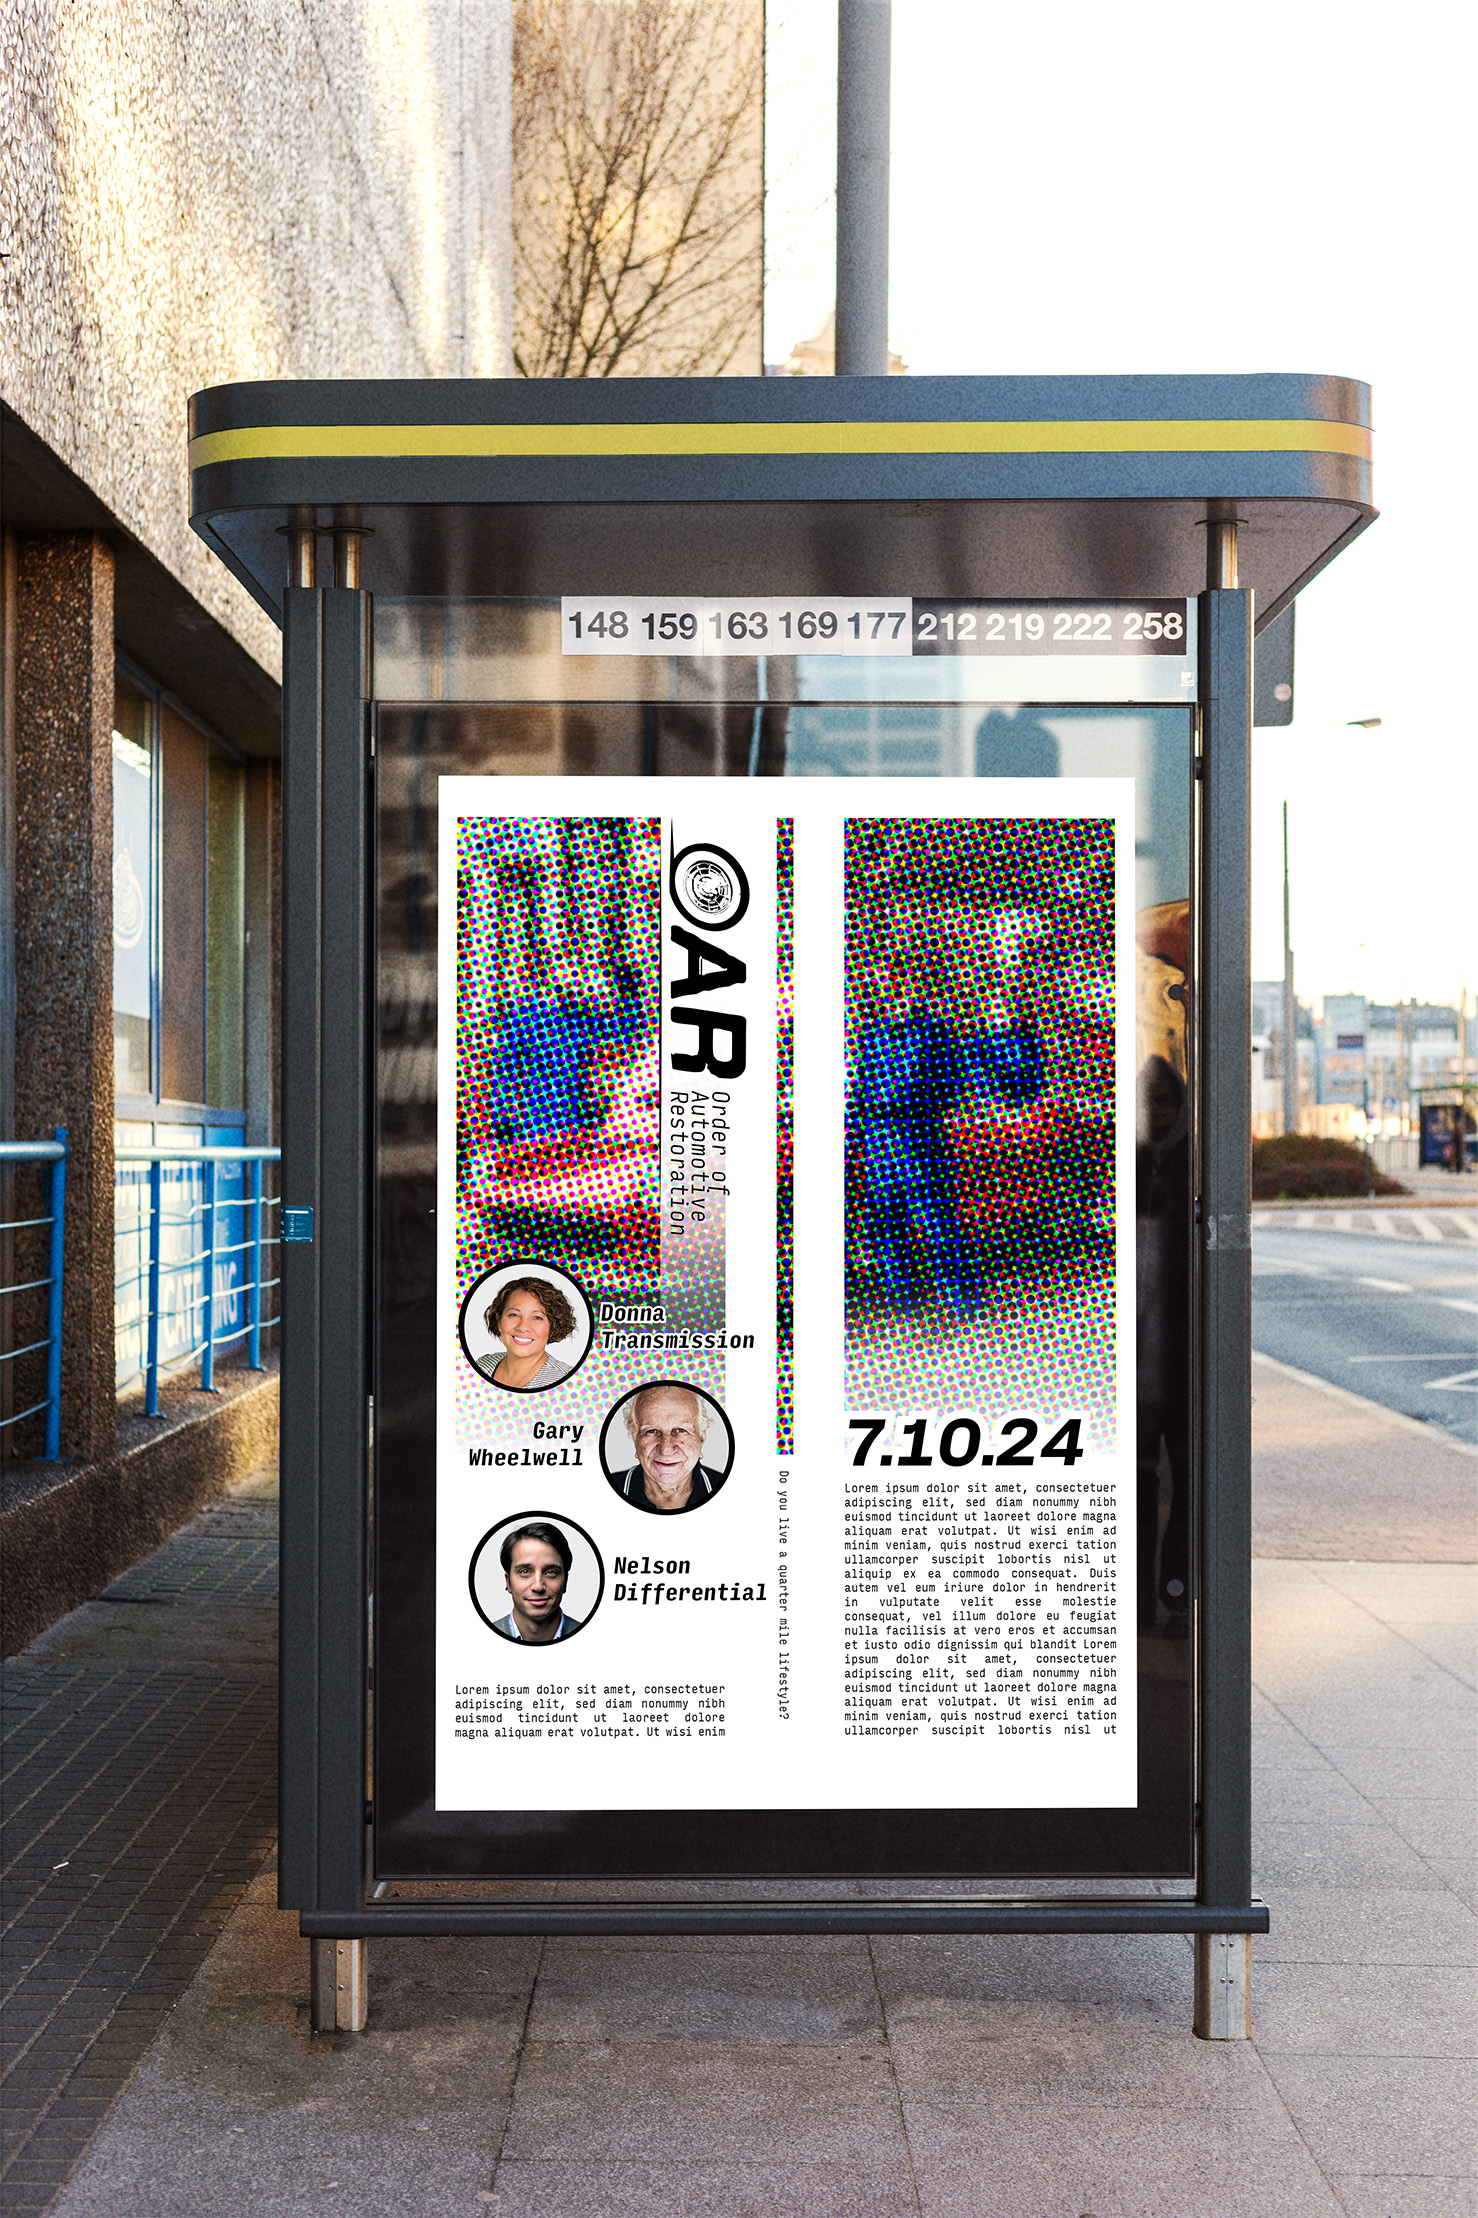 148 159 163 169 177 212 219 222 258
OAR
Order of
Automotive
Restoration
Donna
Transmission
Gary
Wheelwell
Nelson
Differential
Lorem ipsum dolor sit amet, consectetuer
adipiscing elit, sed diam nonummy nibh
euismod tincidunt ut laoreet dolore
magna aliquam erat volutpat. Ut wisi enim
Do you live a quarter mile lifestyle?
7.10.24
Lorem ipsum dolor sit amet, consectetuer
adipiscing elit, sed diam nonummy nibh
euismod tincidunt ut laoreet dolore magna
aliquam erat volutpat. Ut wisi enim ad
minim veniam, quis nostrud exerci tation
ullamcorper suscipit lobortis nisl ut
aliquip ex ea commodo consequat. Duis
autem vel eum iriure dolor in hendrerit
in vulputate velit esse molestie
consequat, vel illum dolore eu feugiat
nulla facilisis at vero eros et accumsan
et iusto odio dignissim qui blandit Lorem
ipsum dolor sit amet, consectetuer
adipiscing elit, sed diam nonummy nibh
euismod tincidunt ut laoreet dolore magna
aliquam erat volutpat. Ut wisi enim ad
minim veniam, quis nostrud exerci tation
ullamcorper suscipit lobortis nisl ut